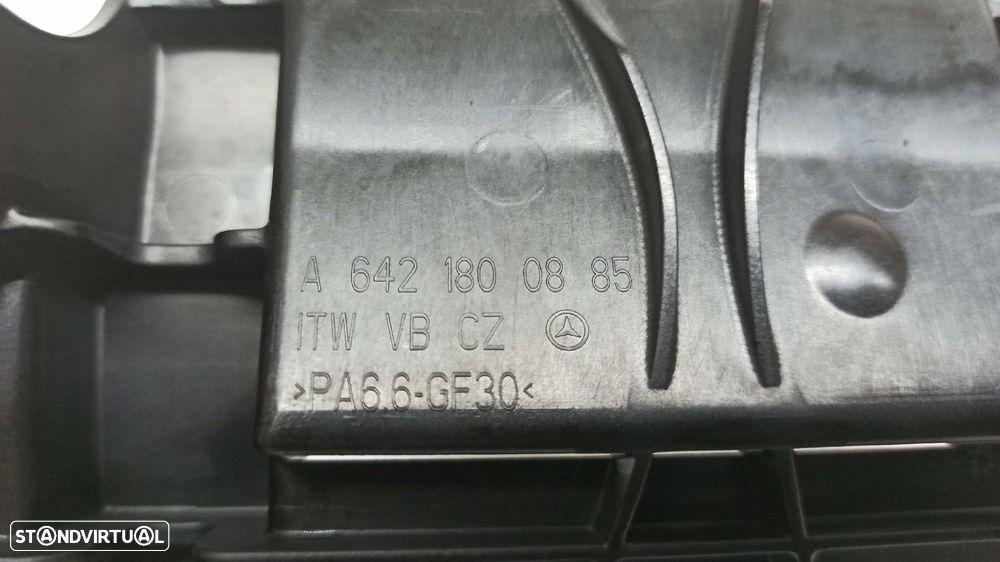 A 642 180 08 85
ITW VB CZ
>PA6.6-GF30<
STANDVIRTUAL